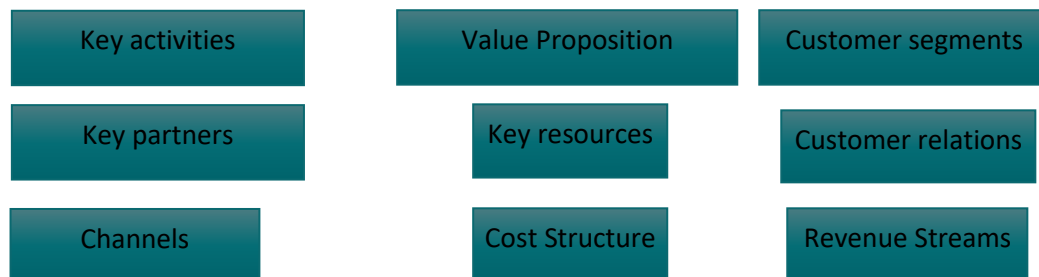 Key activities
Value Proposition
Customer segments
Key partners
Key resources
Customer relations
Channels
Cost Structure
Revenue Streams